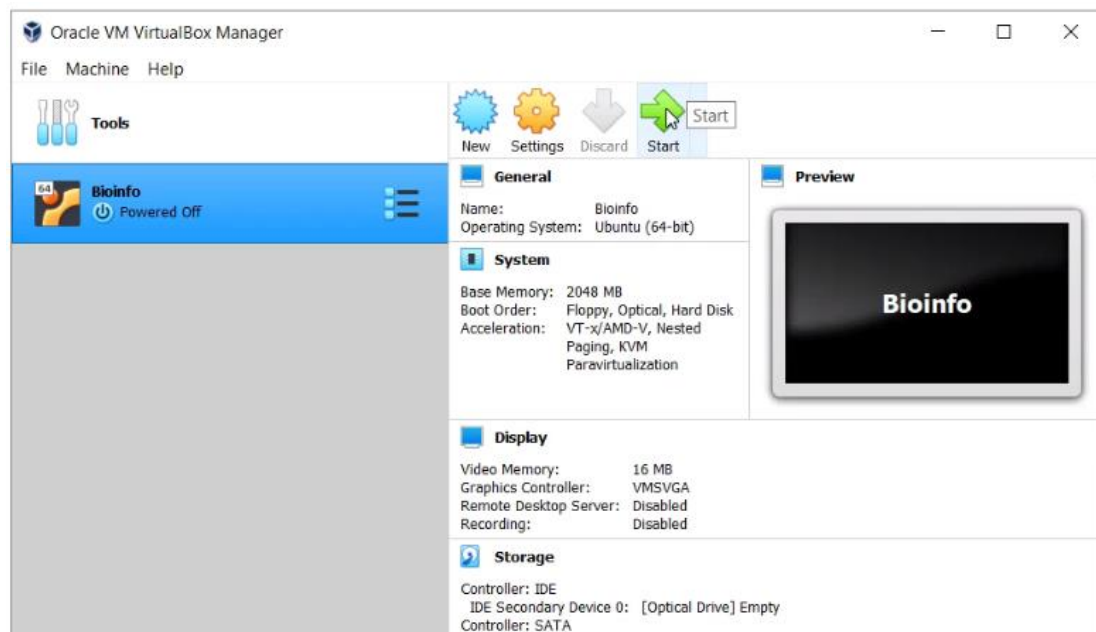 Oracle VM VirtualBox Manager
File Machine Help
Tools
New Settings Discard Start
Start
64
Bioinfo
Powered Off
General
Name: Bioinfo
Operating System: Ubuntu (64-bit)
System
Base Memory: 2048 MB
Boot Order: Floppy, Optical, Hard Disk
Acceleration: VT-x/AMD-V, Nested
Paging, KVM
Paravirtualization
Preview
Bioinfo
Display
Video Memory: 16 MB
Graphics Controller: VMSVGA
Remote Desktop Server: Disabled
Recording: Disabled
Storage
Controller: IDE
IDE Secondary Device 0: [Optical Drive] Empty
Controller: SATA